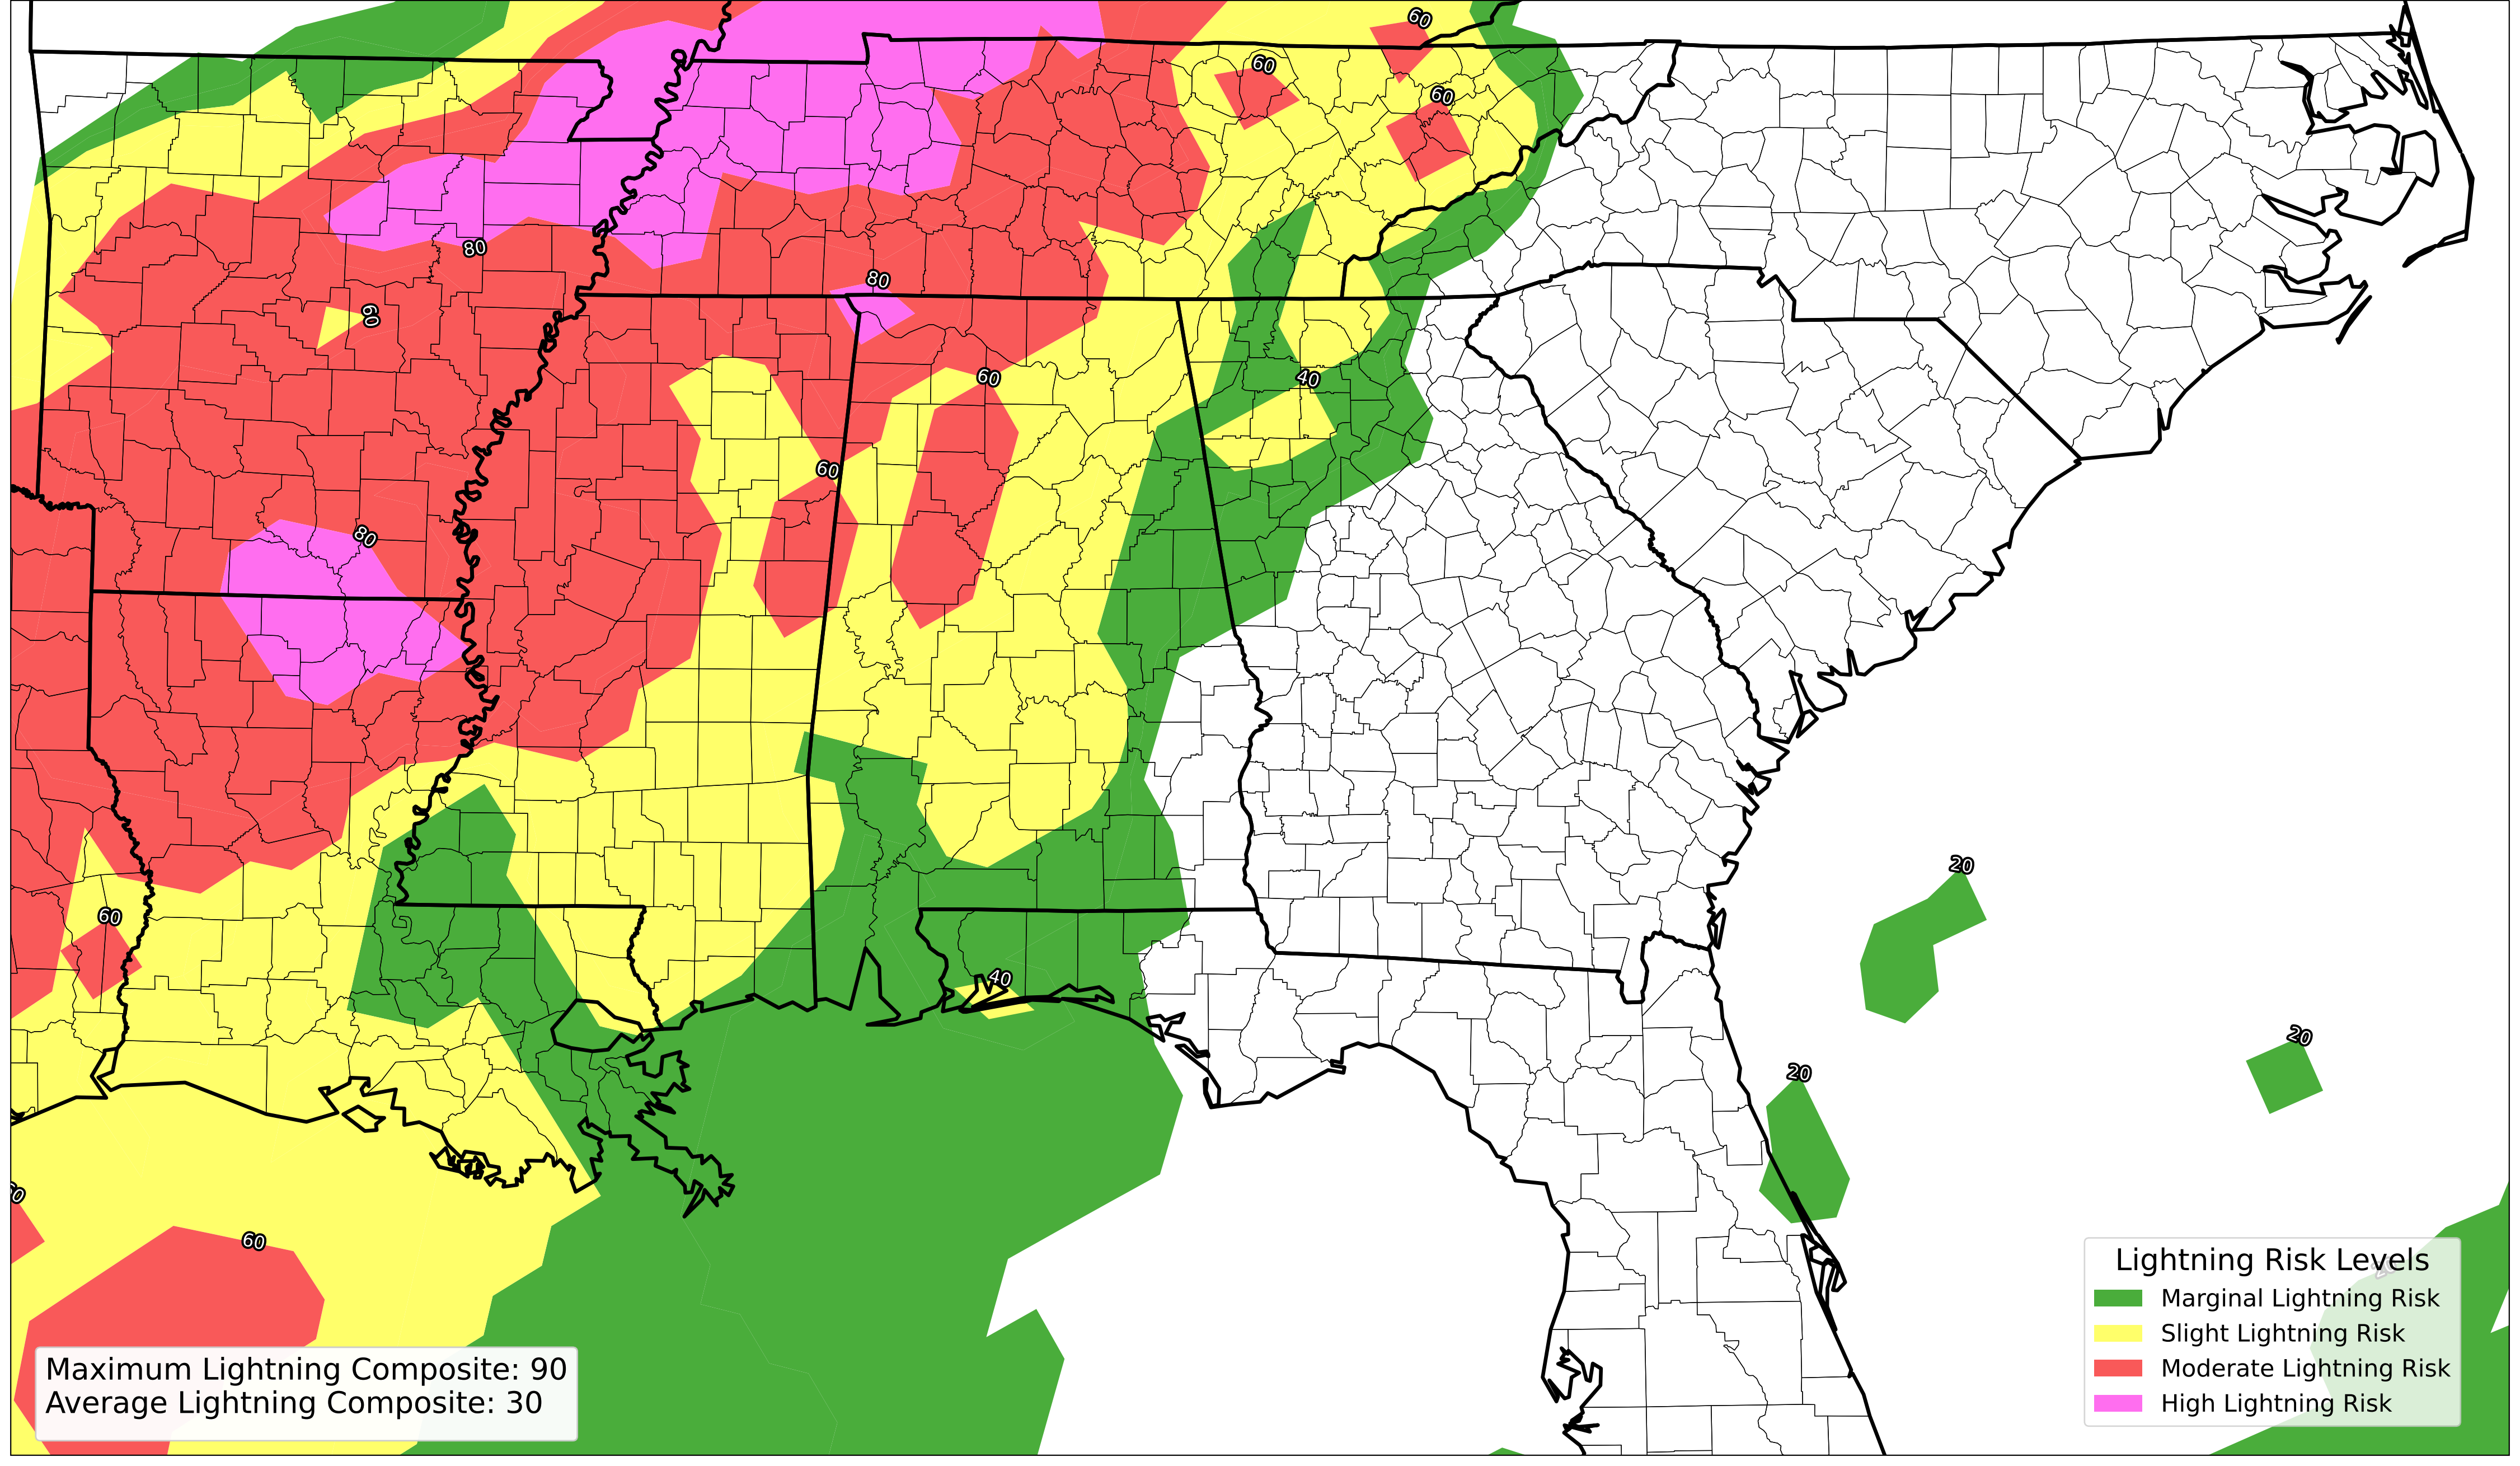 60
60
60
80
80
60
60
40
60
80
20
60
40
20
20
60
Lightning Risk Levels
Marginal Lightning Risk
Slight Lightning Risk
Moderate Lightning Risk
High Lightning Risk
Maximum Lightning Composite: 90
Average Lightning Composite: 30